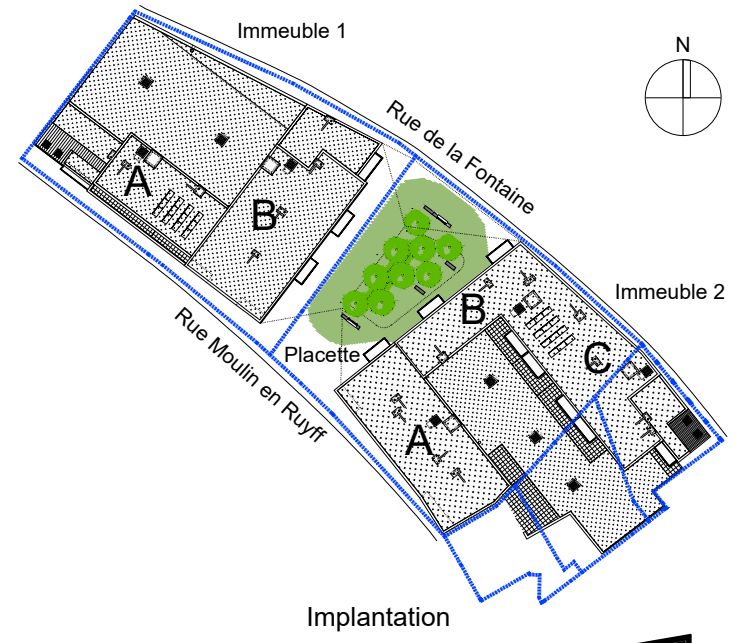 Immeuble 1
N
Rue de la Fontaine
A
B
Immeuble 2
B
Placette
C
Rue Moulin en Ruyff
A
Implantation